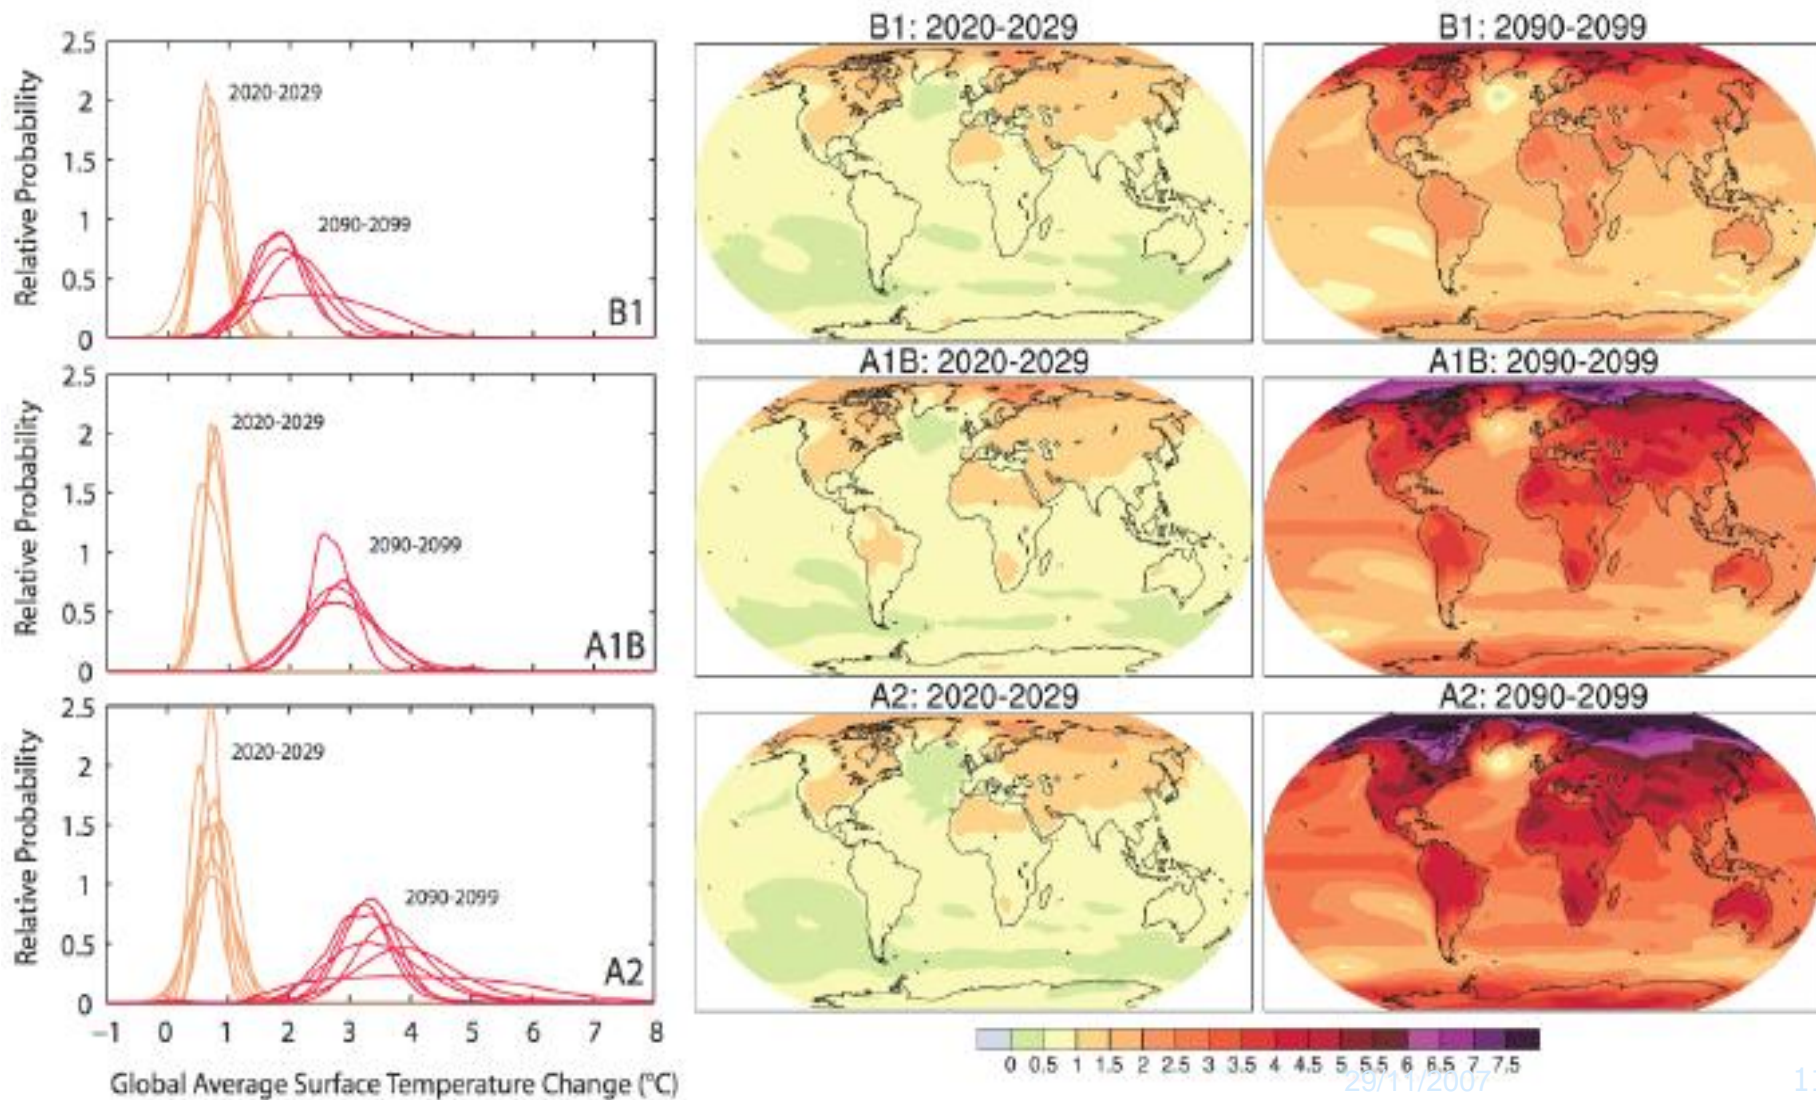 B1: 2020-2029
B1: 2090-2099
2.5
2
1.5
1
0.5
0
Relative Probability
2020-2029
2090-2099
B1
A1B: 2020-2029
A1B: 2090-2099
2.5
2
1.5
1
0.5
0
Relative Probability
2020-2029
2090-2099
A1B
A2: 2020-2029
A2: 2090-2099
2.5
2
1.5
1
0.5
0
Relative Probability
2020-2029
2090-2099
A2
−1 0 1 2 3 4 5 6 7 8
Global Average Surface Temperature Change (°C)
0 0.5 1 1.5 2 2.5 3 3.5 4 4.5 5 5.5 6 6.5 7 7.5
29/11/2007